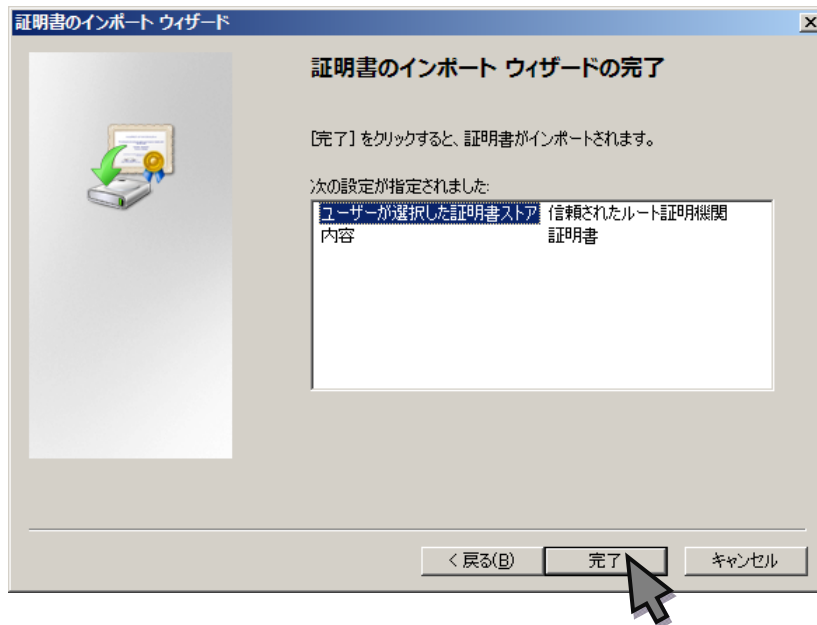 証明書のインポート ウィザード
証明書のインポート ウィザードの完了
[完了] をクリックすると、証明書がインポートされます。
次の設定が指定されました:
ユーザーが選択した証明書ストア 信頼されたルート証明機関
内容 証明書
< 戻る(B) 完了 キャンセル